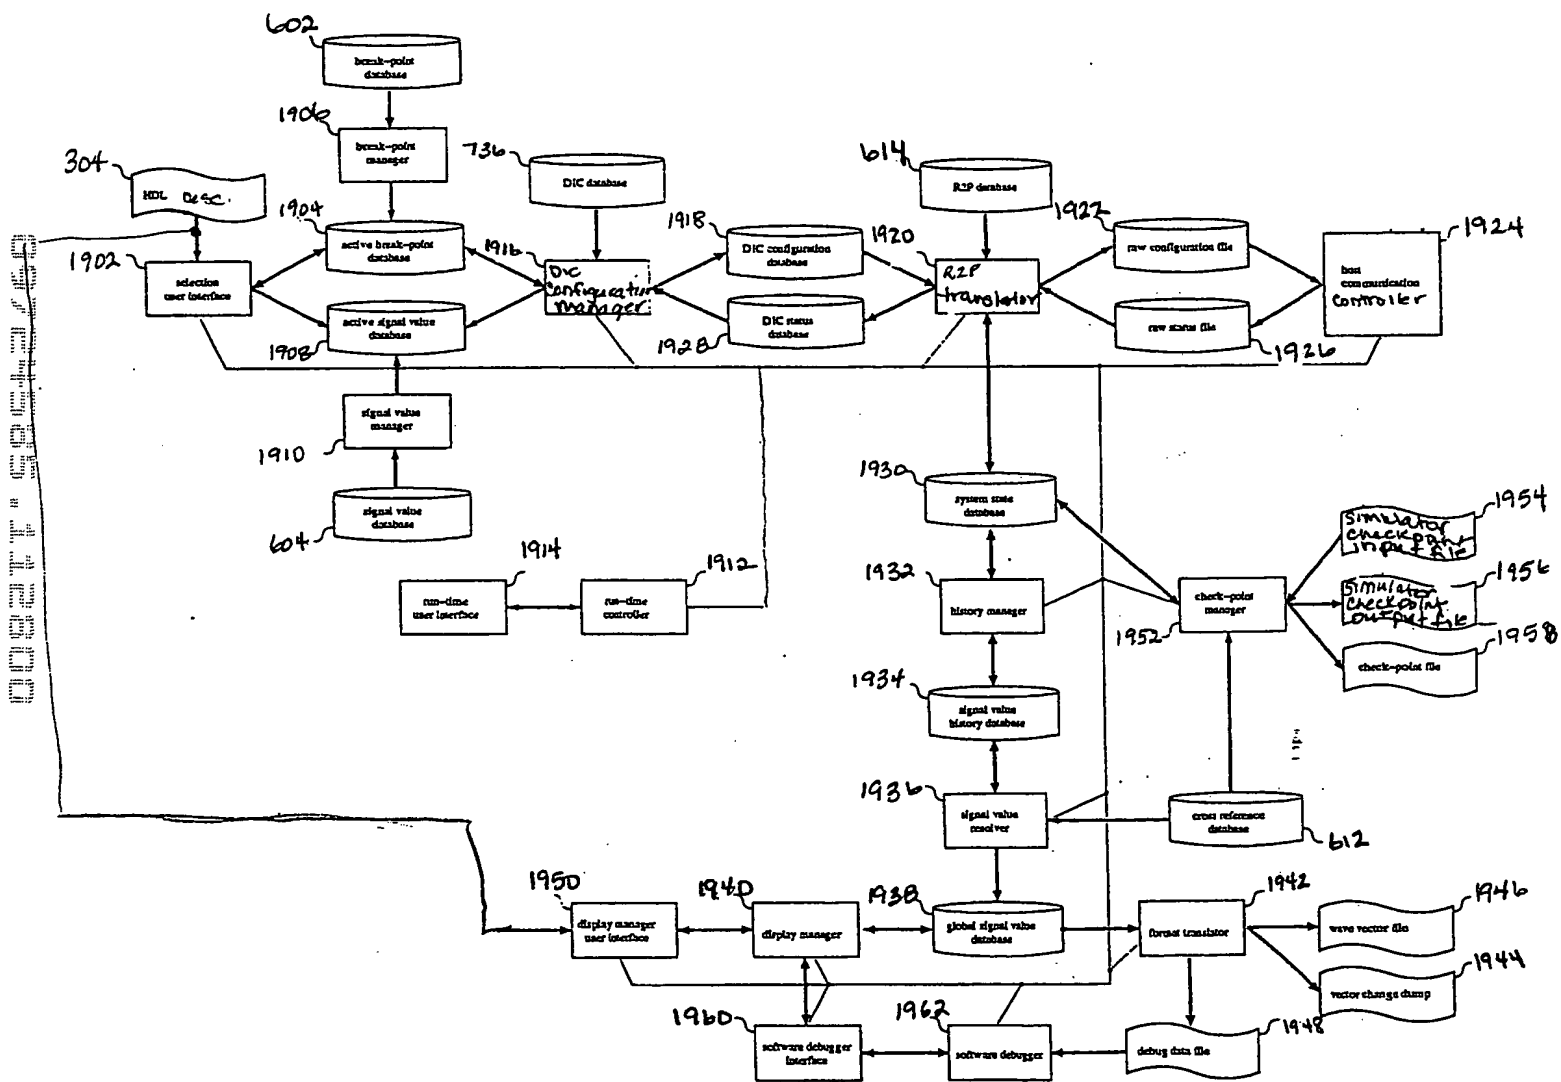 602
break-point
database
1906
break-point
manager
304
HDL DESC.
736
DIC database
614
R2P database
1904
active break-point
database
1902
selection
user interface
1916
DIC
Configuration
manager
1918
DIC configuration
database
1920
R2P
translator
1922
raw configuration file
1924
host
communication
controller
1908
active signal value
database
1928
DIC status
database
raw status file
1926
1910
signal value
manager
604
signal value
database
1914
run-time
user interface
1912
run-time
controller
1930
system state
database
1932
history manager
1934
signal value
history database
1936
signal value
resolver
1952
check-point
manager
1954
simulator
checkpoint
input file
1956
simulator
checkpoint
output file
1958
check-point file
cross reference
database
612
1950
display manager
user interface
1940
display manager
1938
global signal value
database
1942
format translator
1946
wave vector file
1944
vector change dump
1960
software debugger
interface
1962
software debugger
1948
debug data file